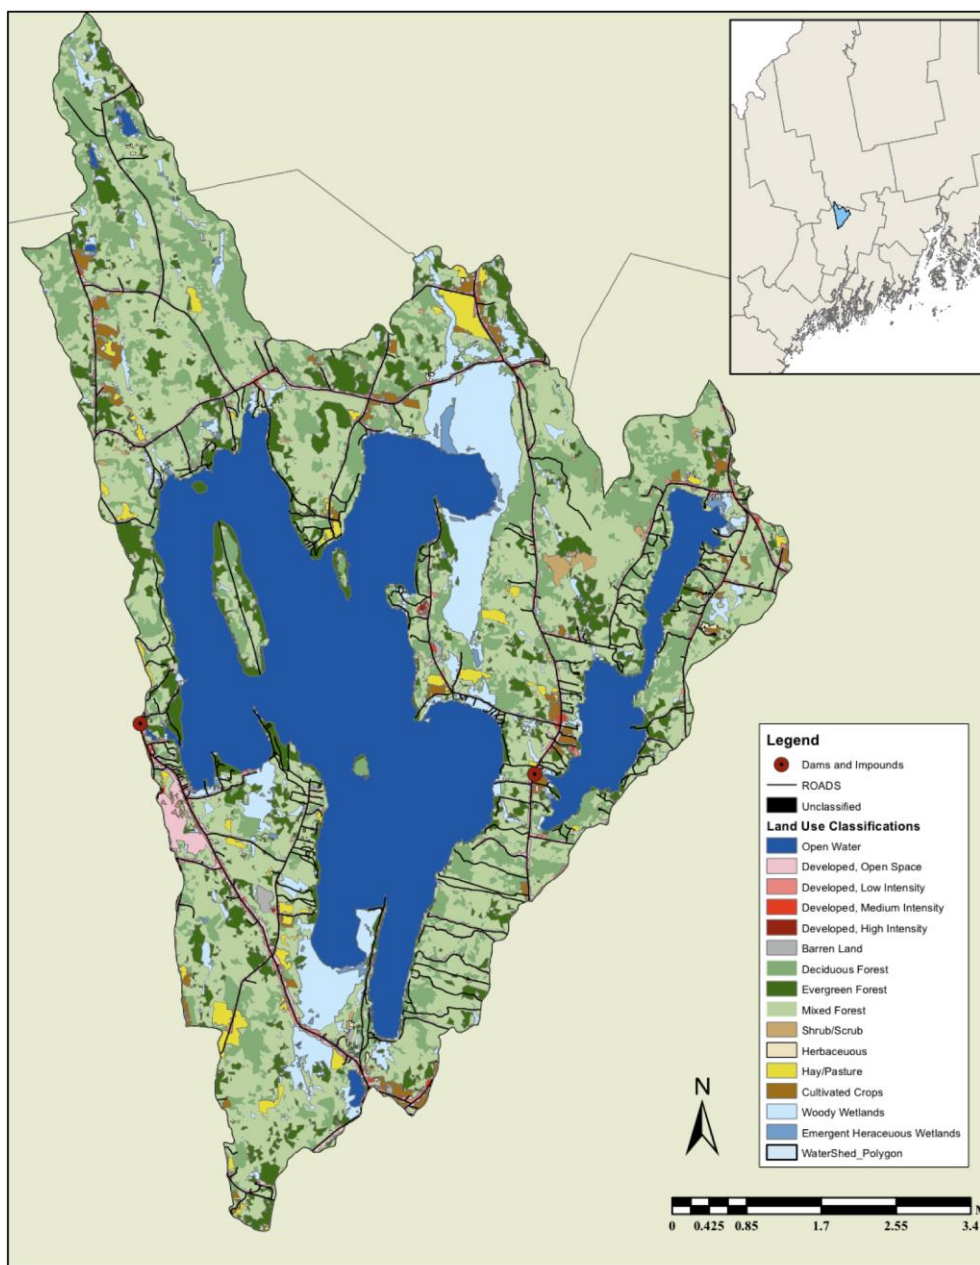 Legend
Dams and Impounds
ROADS
Unclassified
Land Use Classifications
Open Water
Developed, Open Space
Developed, Low Intensity
Developed, Medium Intensity
Developed, High Intensity
Barren Land
Deciduous Forest
Evergreen Forest
Mixed Forest
Shrub/Scrub
Herbaceuous
Hay/Pasture
Cultivated Crops
Woody Wetlands
Emergent Heraceuous Wetlands
WaterShed_Polygon
N
0 0.425 0.85 1.7 2.55 3.4